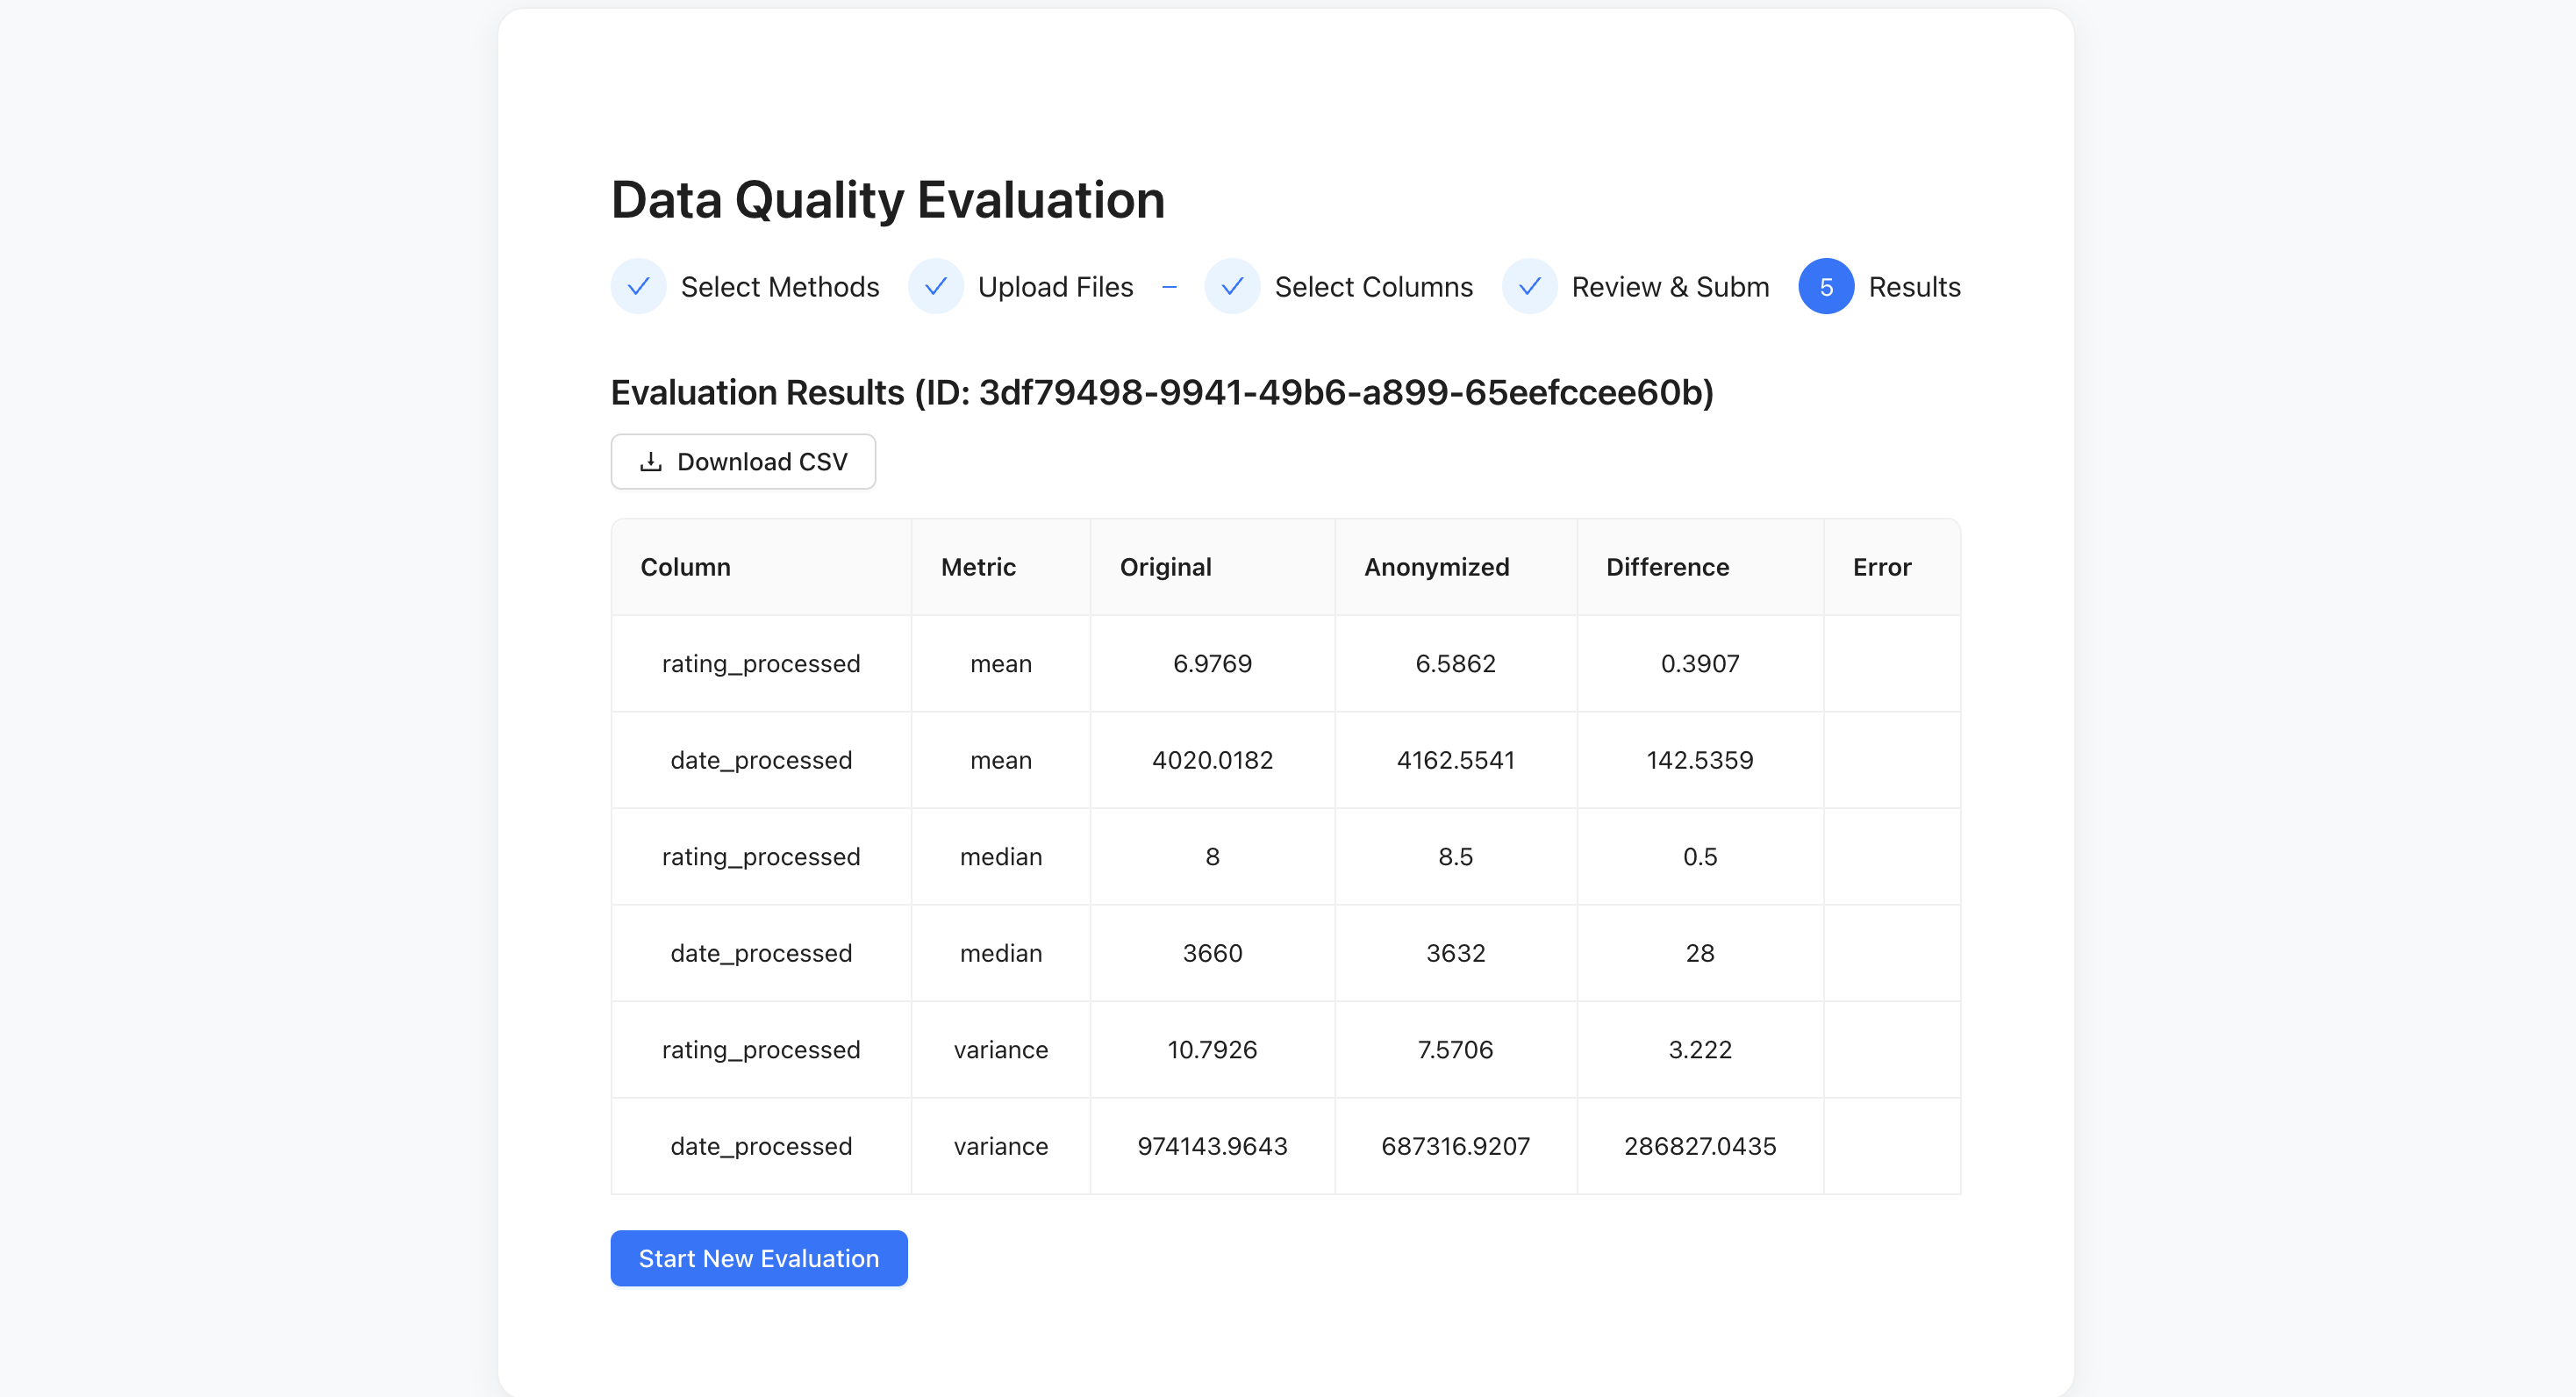 Data Quality Evaluation
Select Methods Upload Files Select Columns Review & Subm 5 Results
Evaluation Results (ID: 3df79498-9941-49b6-a899-65eefccee60b)
Download CSV
Column Metric Original Anonymized Difference Error
rating_processed mean 6.9769 6.5862 0.3907
date_processed mean 4020.0182 4162.5541 142.5359
rating_processed median 8 8.5 0.5
date_processed median 3660 3632 28
rating_processed variance 10.7926 7.5706 3.222
date_processed variance 974143.9643 687316.9207 286827.0435
Start New Evaluation